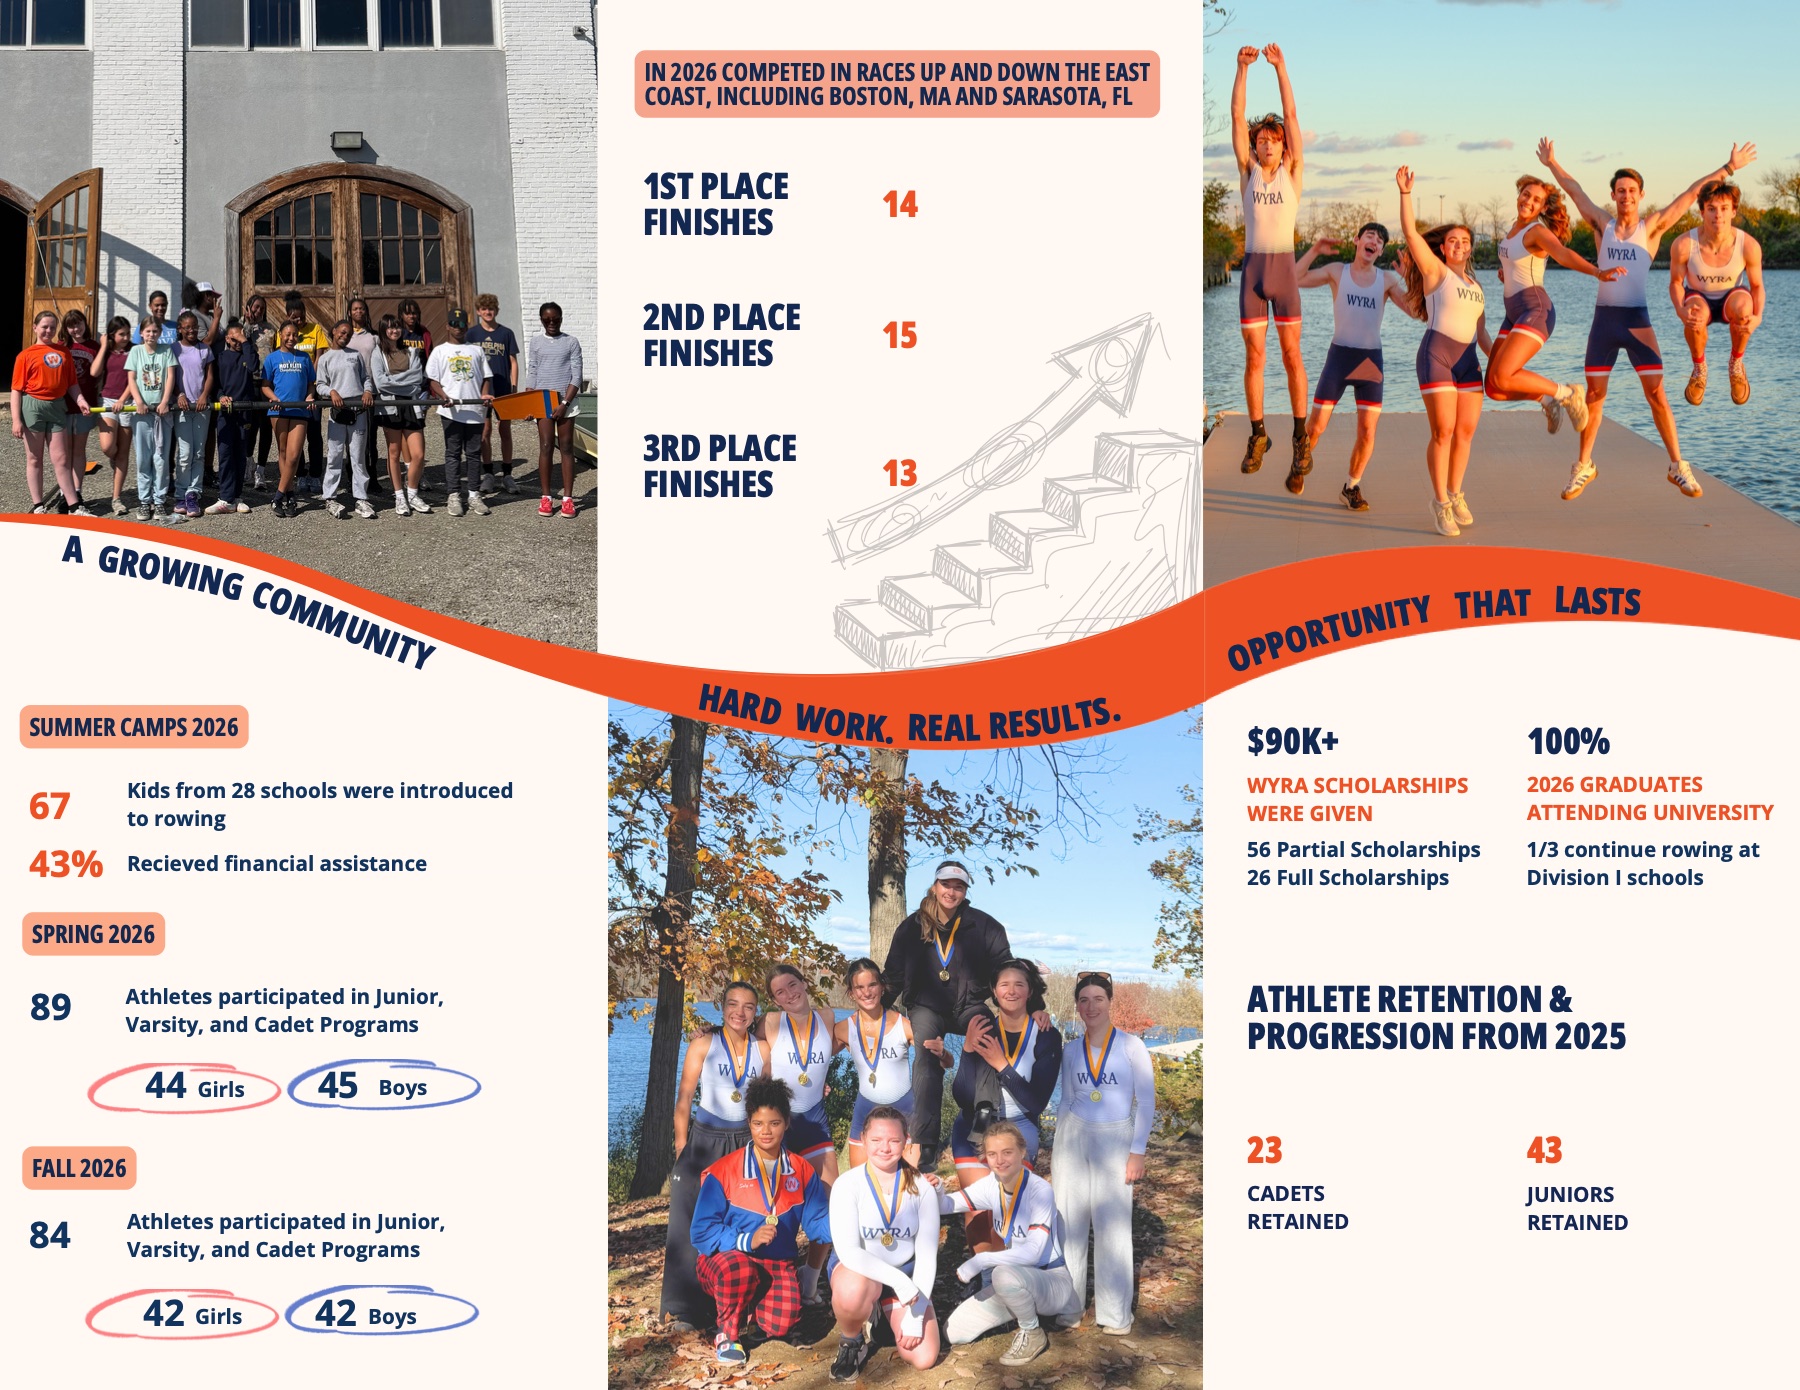 A GROWING COMMUNITY
SUMMER CAMPS 2026
67
Kids from 28 schools were introduced
to rowing
43%
Recieved financial assistance
SPRING 2026
89
Athletes participated in Junior,
Varsity, and Cadet Programs
44 Girls
45 Boys
FALL 2026
84
Athletes participated in Junior,
Varsity, and Cadet Programs
42 Girls
42 Boys
IN 2026 COMPETED IN RACES UP AND DOWN THE EAST
COAST, INCLUDING BOSTON, MA AND SARASOTA, FL
1ST PLACE
FINISHES
14
2ND PLACE
FINISHES
15
3RD PLACE
FINISHES
13
HARD WORK. REAL RESULTS.
WYRA
WYRA
WYRA
WYRA
WYRA
WYRA
WYRA
WYRA
OPPORTUNITY THAT LASTS
$90K+
WYRA SCHOLARSHIPS
WERE GIVEN
56 Partial Scholarships
26 Full Scholarships
100%
2026 GRADUATES
ATTENDING UNIVERSITY
1/3 continue rowing at
Division I schools
ATHLETE RETENTION &
PROGRESSION FROM 2025
23
CADETS
RETAINED
43
JUNIORS
RETAINED